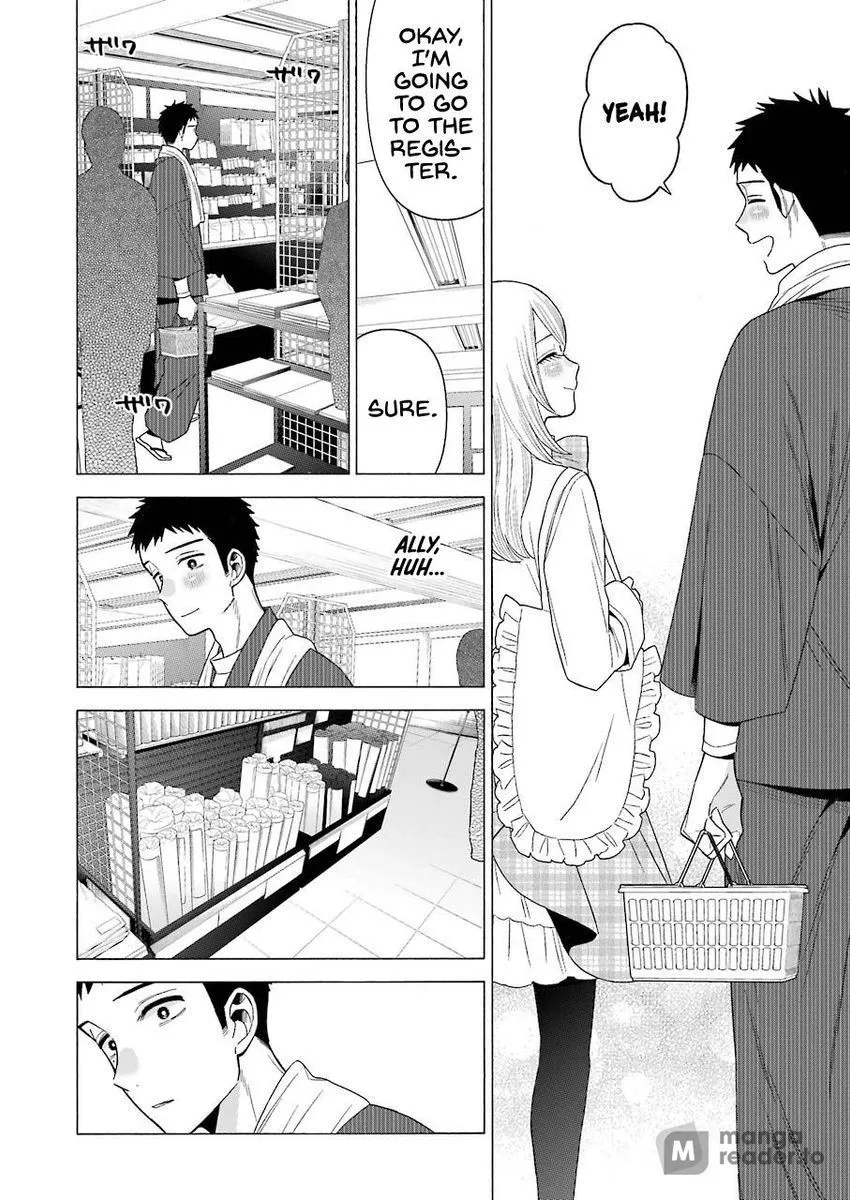 YEAH!
OKAY,
I'M
GOING
TO GO
TO THE
REGIS-
TER.
SURE.
ザワ
ザワ
ザワ
ALLY,
HUH...
M
manga
reader.to